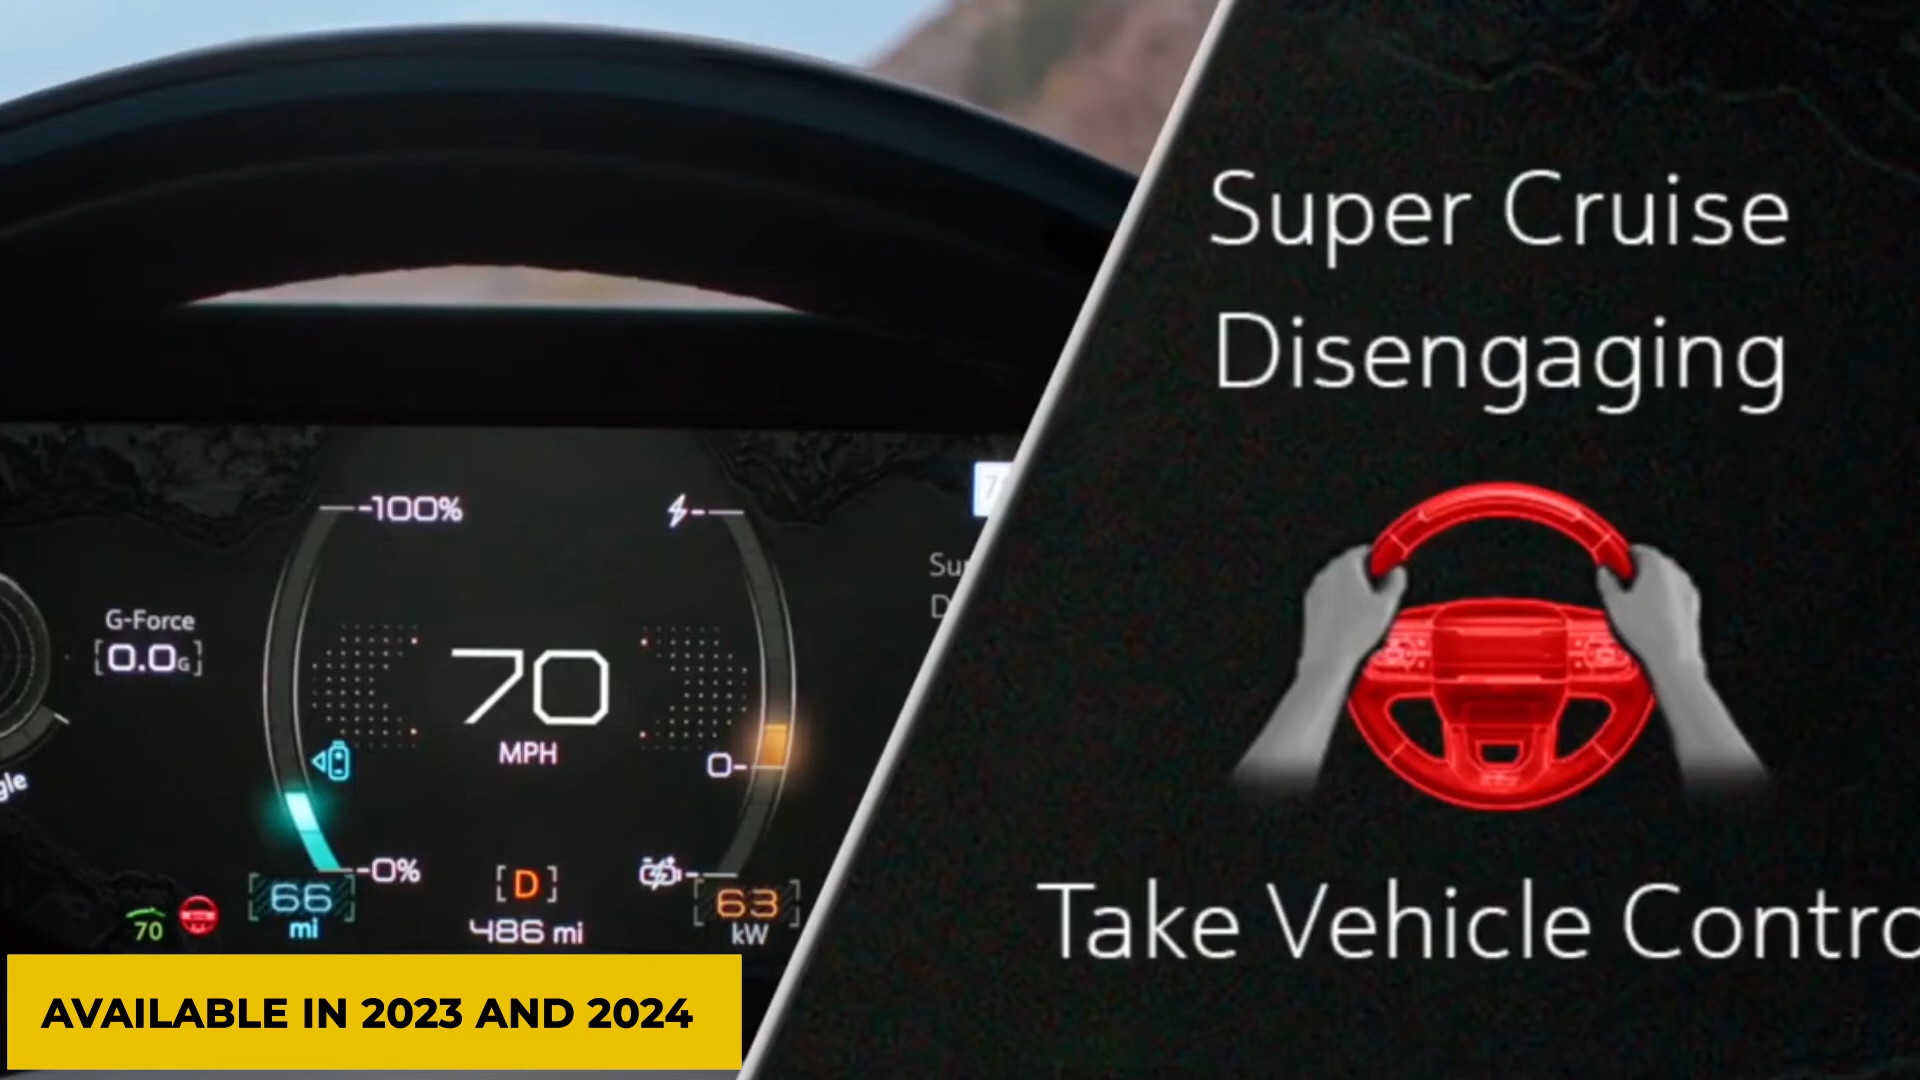 Super Cruise
Disengaging
Take Vehicle Contro
-100%
G-Force
[0.0G]
70
MPH
0-
-0%
[D]
66
mi
486 mi
63
kW
70
AVAILABLE IN 2023 AND 2024